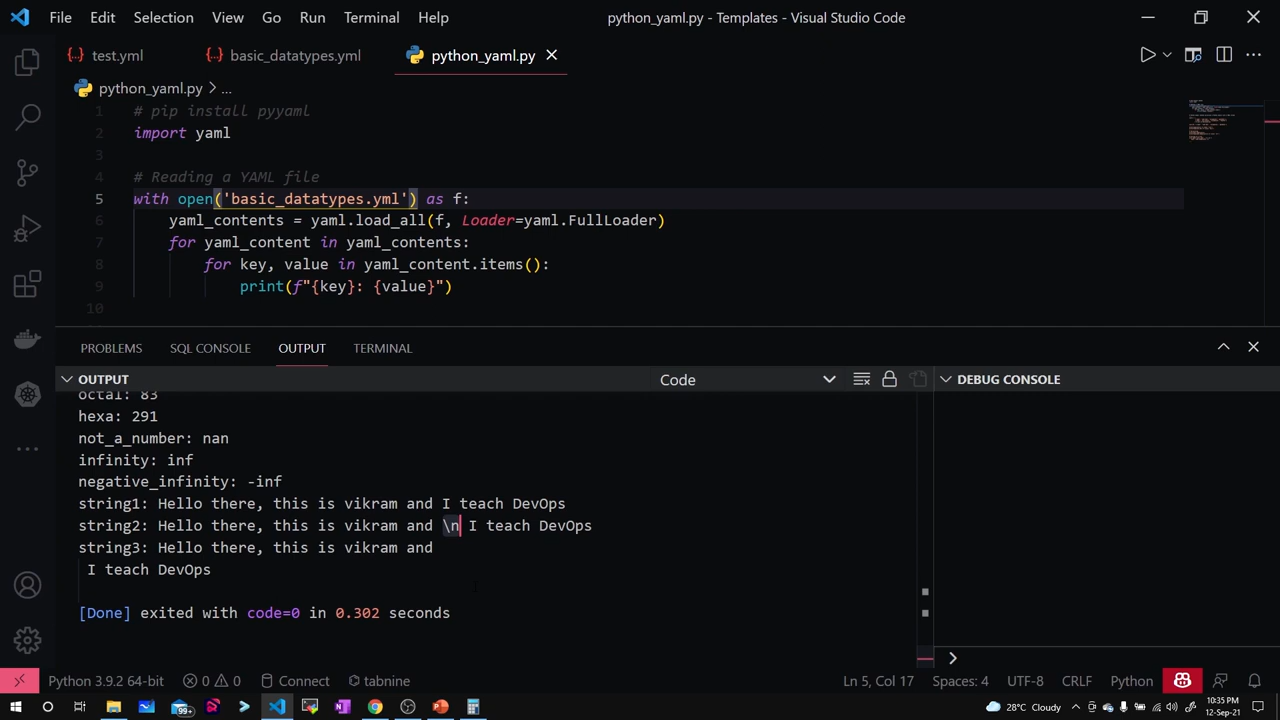 File Edit Selection View Go Run Terminal Help python_yaml.py - Templates - Visual Studio Code
test.yml basic_datatypes.yml python_yaml.py
python_yaml.py > ...
1 # pip install pyyaml
2 import yaml
3
4 # Reading a YAML file
5 with open('basic_datatypes.yml') as f:
6 yaml_contents = yaml.load_all(f, Loader=yaml.FullLoader)
7 for yaml_content in yaml_contents:
8 for key, value in yaml_content.items():
9 print(f"{key}: {value}")
10
PROBLEMS SQL CONSOLE OUTPUT TERMINAL
OUTPUT Code DEBUG CONSOLE
octal: 83
hexa: 291
not_a_number: nan
infinity: inf
negative_infinity: -inf
string1: Hello there, this is vikram and I teach DevOps
string2: Hello there, this is vikram and \n I teach DevOps
string3: Hello there, this is vikram and
I teach DevOps
[Done] exited with code=0 in 0.302 seconds
Python 3.9.2 64-bit 0 0 Connect tabnine Ln 5, Col 17 Spaces: 4 UTF-8 CRLF Python
99+ 28°C Cloudy 10:35 PM
12-Sep-21